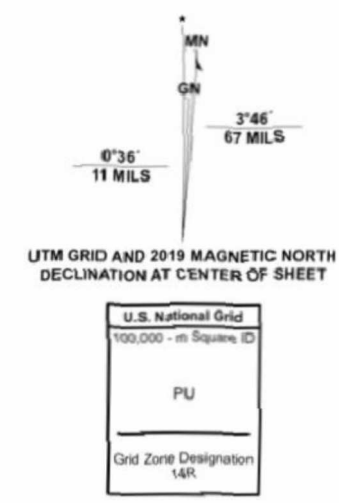 MN
GN
3°46´
67 MILS
0°36´
11 MILS
UTM GRID AND 2019 MAGNETIC NORTH
DECLINATION AT CENTER OF SHEET
U.S. National Grid
100,000 - m Square ID
PU
Grid Zone Designation
14R